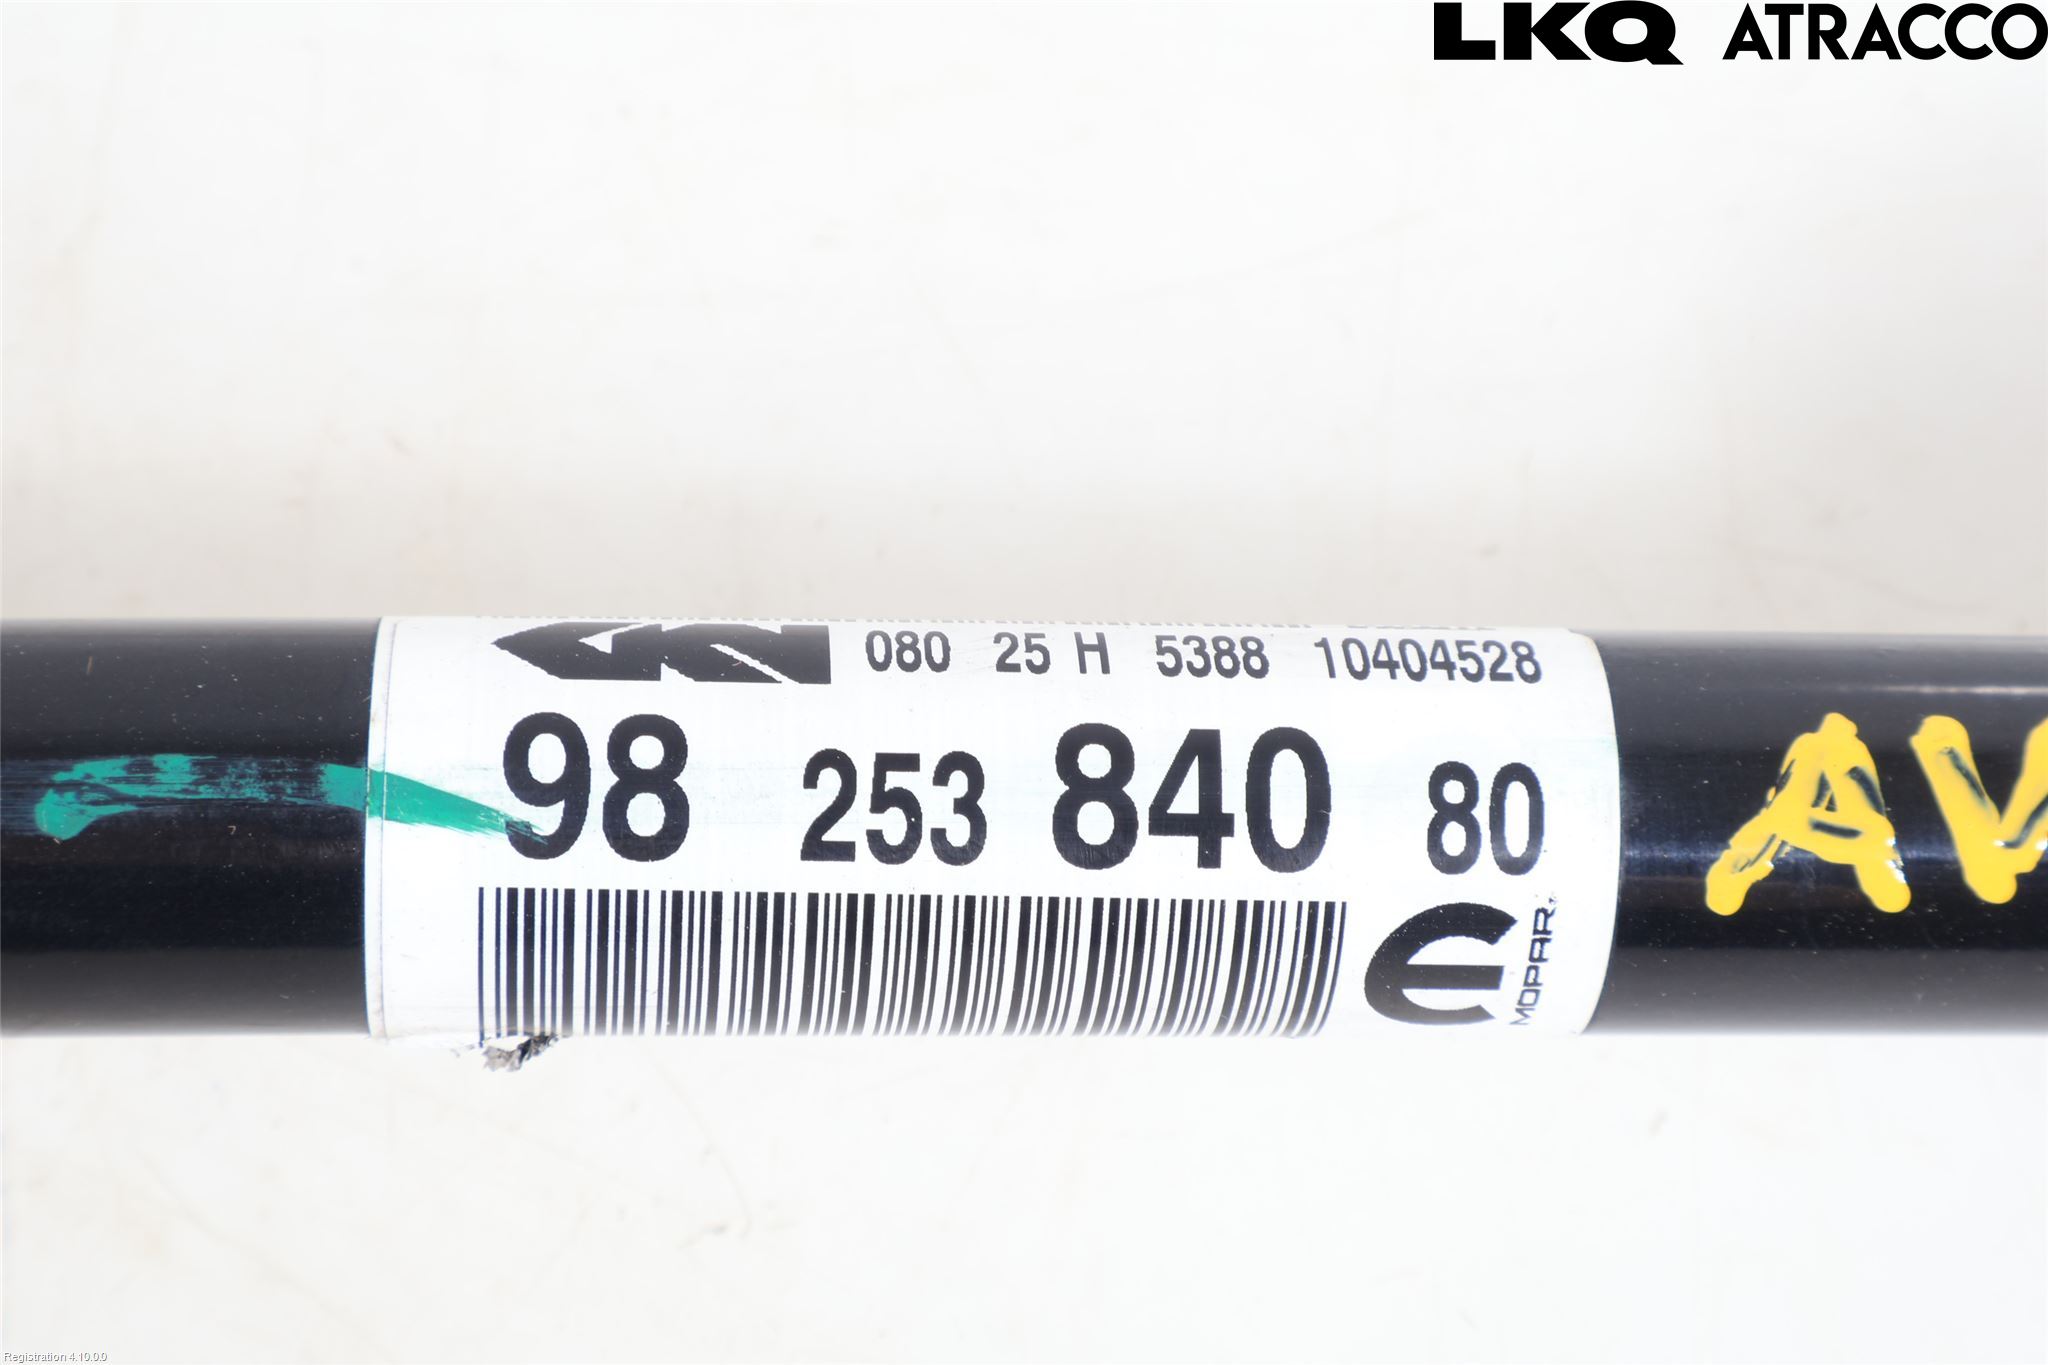 LKQ ATRACCO
080 25 H 5388 10404528
98 253 840 80
MOPAR
AV
Registration 4.10.0.0